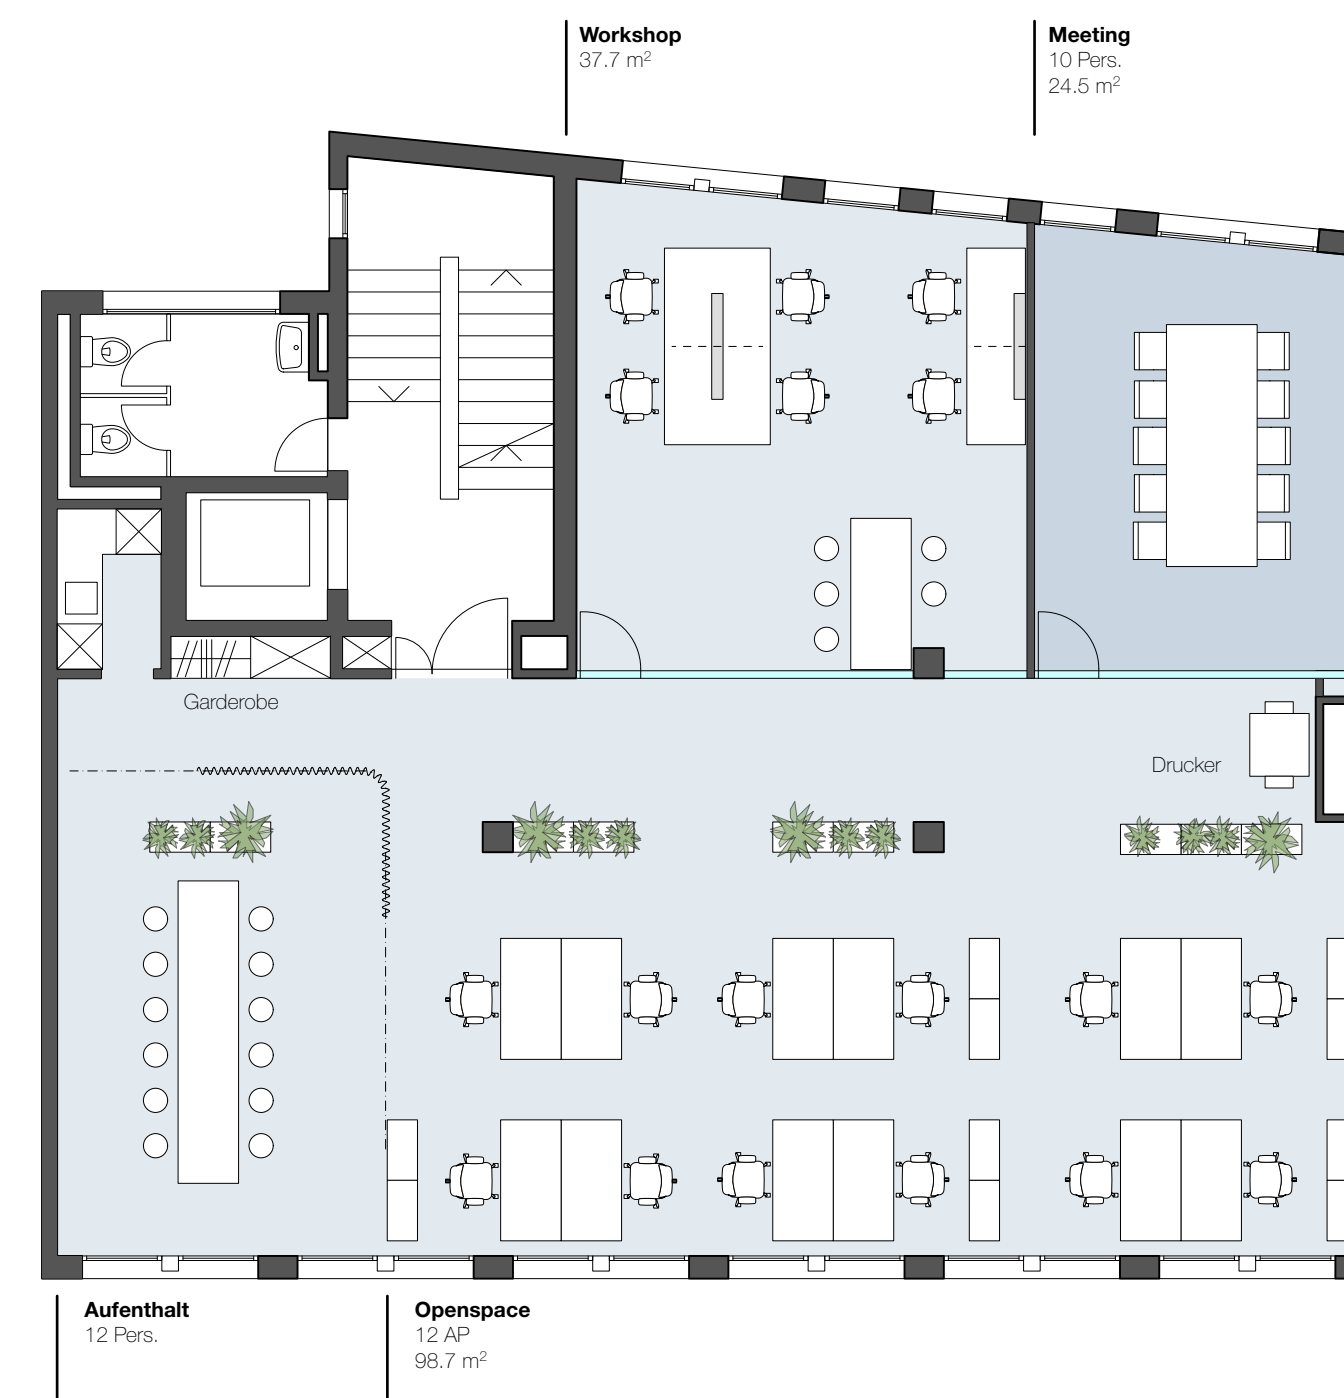 Workshop
37.7 m²
Meeting
10 Pers.
24.5 m²
Garderobe
Drucker
Aufenthalt
12 Pers.
Openspace
12 AP
98.7 m²